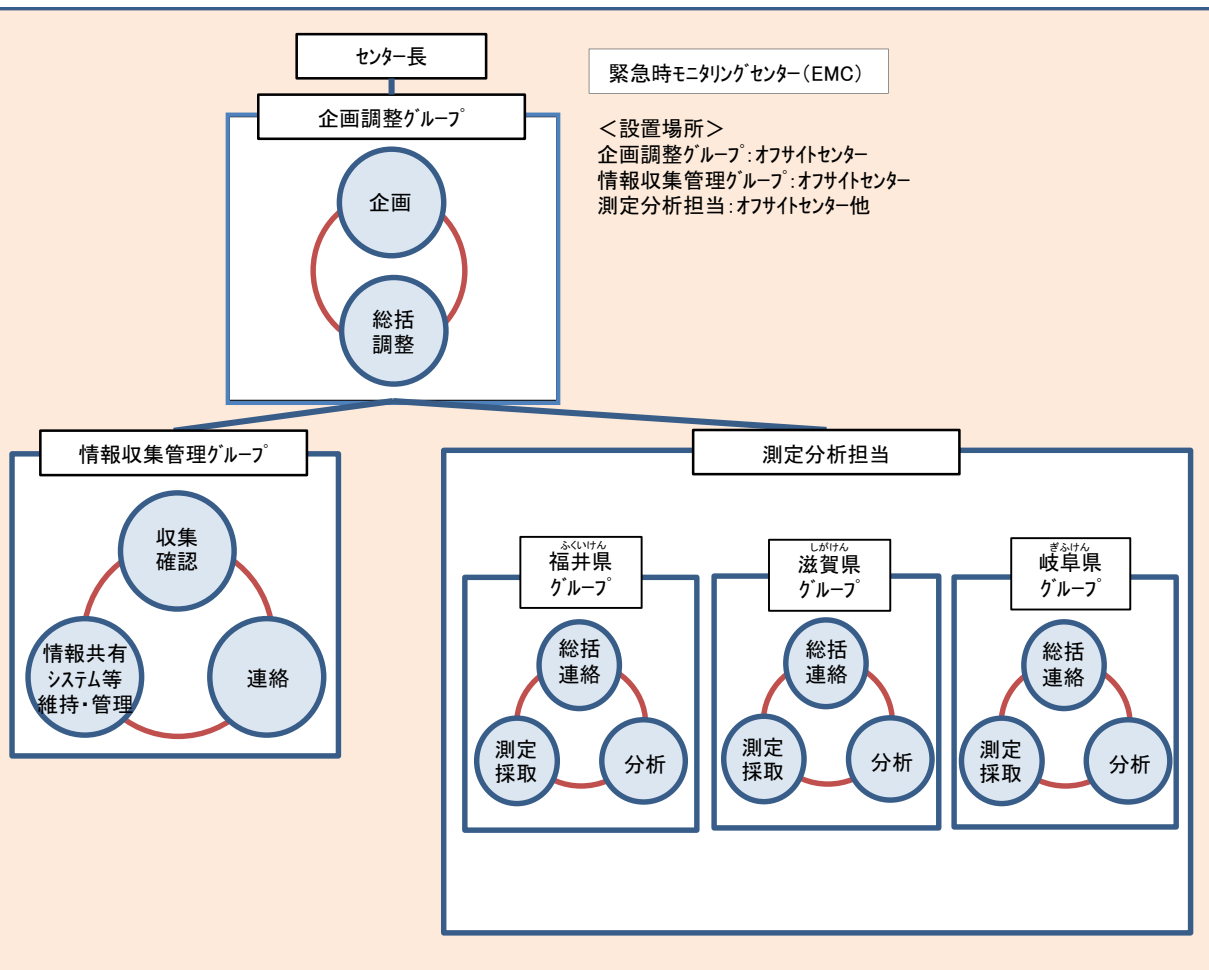 センター長
緊急時モニタリングセンター(EMC)
企画調整グループ
<設置場所>
企画調整グループ:オフサイトセンター
情報収集管理グループ:オフサイトセンター
測定分析担当:オフサイトセンター他
企画
総括
調整
情報収集管理グループ
収集
確認
情報共有
システム等
維持・管理
連絡
測定分析担当
ふくいけん
福井県
グループ
総括
連絡
測定
採取
分析
しがけん
滋賀県
グループ
総括
連絡
測定
採取
分析
ぎふけん
岐阜県
グループ
総括
連絡
測定
採取
分析